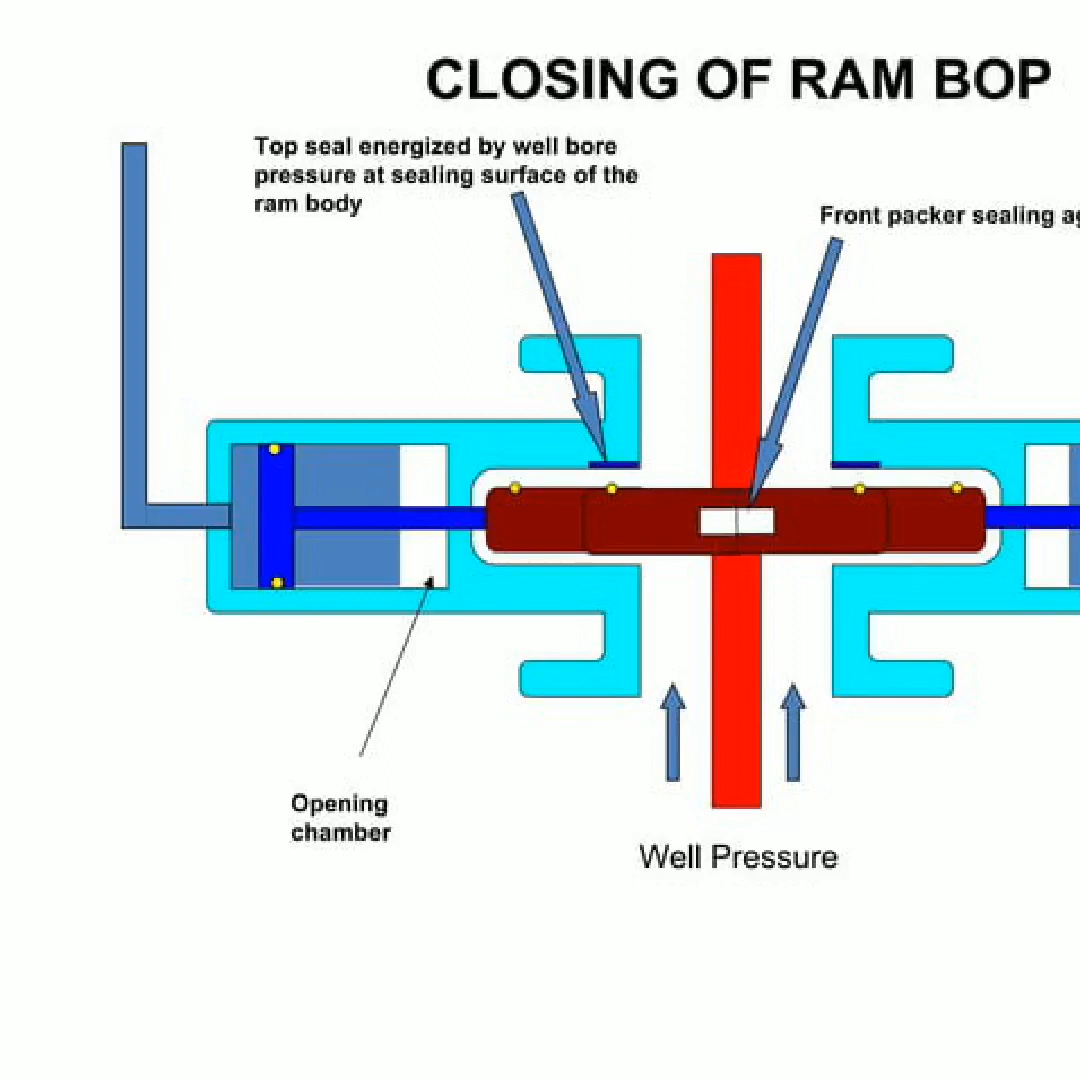 CLOSING OF RAM BOP
Top seal energized by well bore
pressure at sealing surface of the
ram body
Front packer sealing
Opening
chamber
Well Pressure